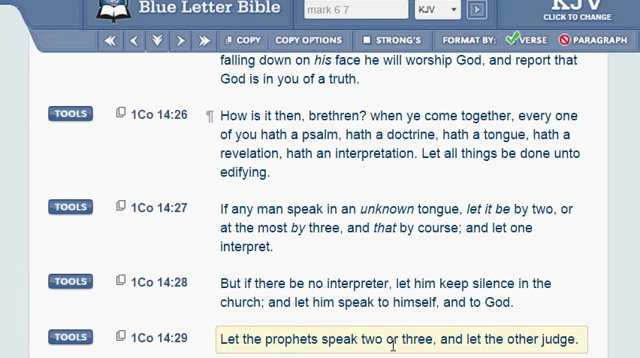 Blue Letter Bible
mark 6 7
KJV
KJV
CLICK TO CHANGE
COPY
COPY OPTIONS
STRONG'S
FORMAT BY:
VERSE
PARAGRAPH
falling down on his face he will worship God, and report that
God is in you of a truth.
TOOLS
1Co 14:26
¶ How is it then, brethren? when ye come together, every one
of you hath a psalm, hath a doctrine, hath a tongue, hath a
revelation, hath an interpretation. Let all things be done unto
edifying.
TOOLS
1Co 14:27
If any man speak in an unknown tongue, let it be by two, or
at the most by three, and that by course; and let one
interpret.
TOOLS
1Co 14:28
But if there be no interpreter, let him keep silence in the
church; and let him speak to himself, and to God.
TOOLS
1Co 14:29
Let the prophets speak two or three, and let the other judge.